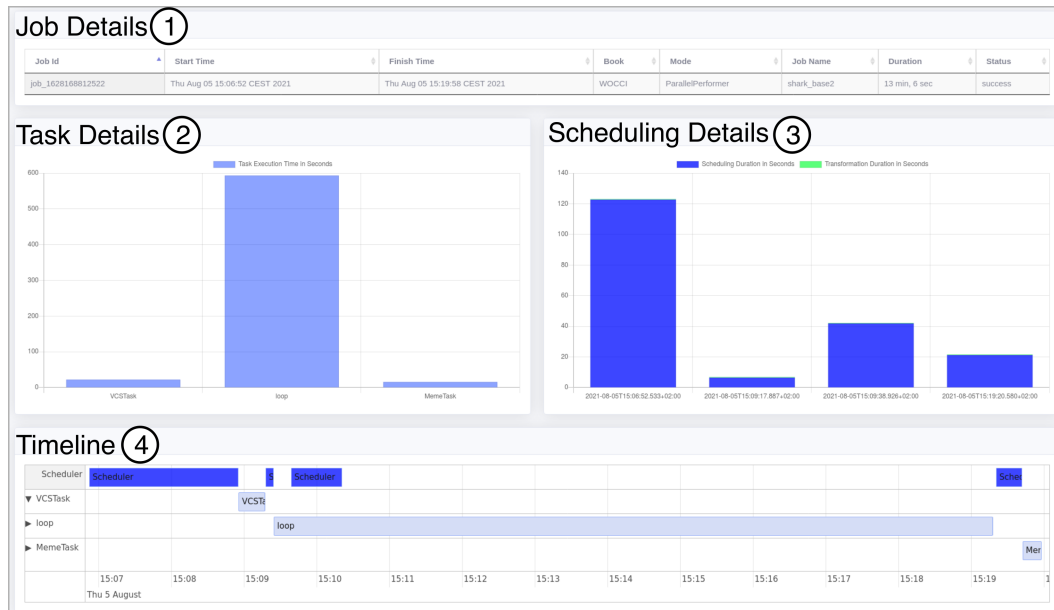 Job Details 1
Job Id Start Time Finish Time Book Mode Job Name Duration Status
job_1628168812522 Thu Aug 05 15:06:52 CEST 2021 Thu Aug 05 15:19:58 CEST 2021 WOCCI ParallelPerformer shark_base2 13 min, 6 sec success
Task Details 2
Task Execution Time in Seconds
600
500
400
300
200
100
0
VCSTask loop MemeTask
Scheduling Details 3
Scheduling Duration in Seconds Transformation Duration in Seconds
140
120
100
80
60
40
20
0
2021-08-05T15:06:52.533+02:00 2021-08-05T15:09:17.887+02:00 2021-08-05T15:09:38.926+02:00 2021-08-05T15:19:20.580+02:00
Timeline 4
Scheduler Scheduler S Scheduler Sche
VCSTask VCSTa
loop loop
MemeTask Mer
15:07 15:08 15:09 15:10 15:11 15:12 15:13 15:14 15:15 15:16 15:17 15:18 15:19 1
Thu 5 August